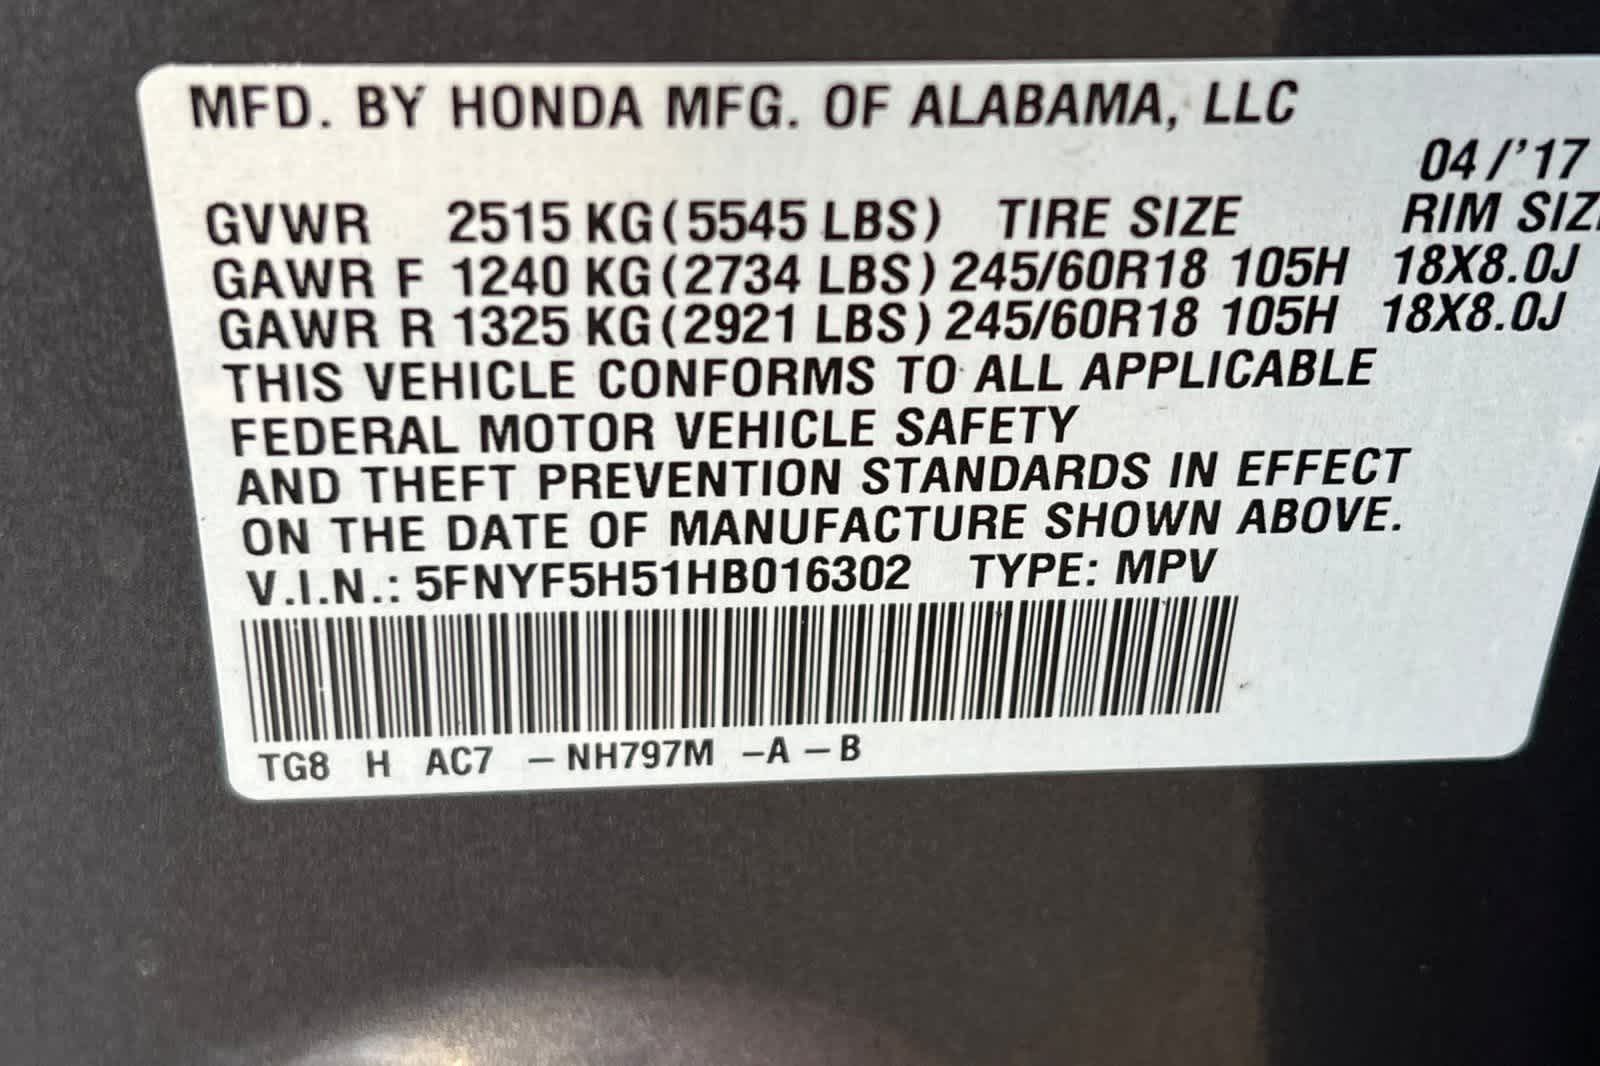 MFD. BY HONDA MFG. OF ALABAMA, LLC
04/'17
GVWR 2515 KG(5545 LBS) TIRE SIZE RIM SIZ
GAWR F 1240 KG(2734 LBS) 245/60R18 105H 18X8.0J
GAWR R 1325 KG(2921 LBS) 245/60R18 105H 18X8.0J
THIS VEHICLE CONFORMS TO ALL APPLICABLE
FEDERAL MOTOR VEHICLE SAFETY
AND THEFT PREVENTION STANDARDS IN EFFECT
ON THE DATE OF MANUFACTURE SHOWN ABOVE.
V.I.N.: 5FNYF5H51HB016302 TYPE: MPV
TG8 H AC7 – NH797M –A – B